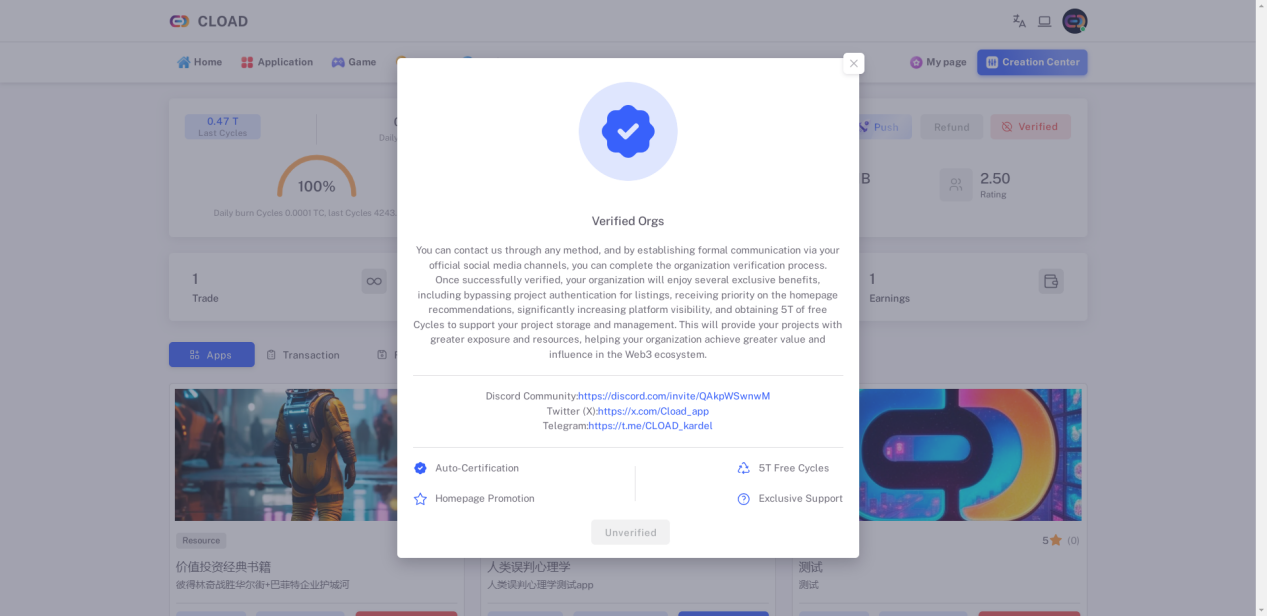 CLOAD
Home
Application
Game
My page
Creation Center
0.47 T
Last Cycles
Push
Refund
Verified
100%
Daily burn Cycles 0.0001 TC, last Cycles 4243.
B
2.50
Rating
Verified Orgs
You can contact us through any method, and by establishing formal communication via your
official social media channels, you can complete the organization verification process.
Once successfully verified, your organization will enjoy several exclusive benefits,
including bypassing project authentication for listings, receiving priority on the homepage
recommendations, significantly increasing platform visibility, and obtaining 5T of free
Cycles to support your project storage and management. This will provide your projects with
greater exposure and resources, helping your organization achieve greater value and
influence in the Web3 ecosystem.
1
Trade
1
Earnings
Apps
Transaction
Discord Community:https://discord.com/invite/QAkpWSwnwM
Twitter (X):https://x.com/Cload_app
Telegram:https://t.me/CLOAD_kardel
Auto-Certification
5T Free Cycles
Homepage Promotion
Exclusive Support
Unverified
Resource
5 (0)
价值投资经典书籍
彼得林奇战胜华尔街+巴菲特企业护城河
人类误判心理学
人类误判心理学测试app
测试
测试